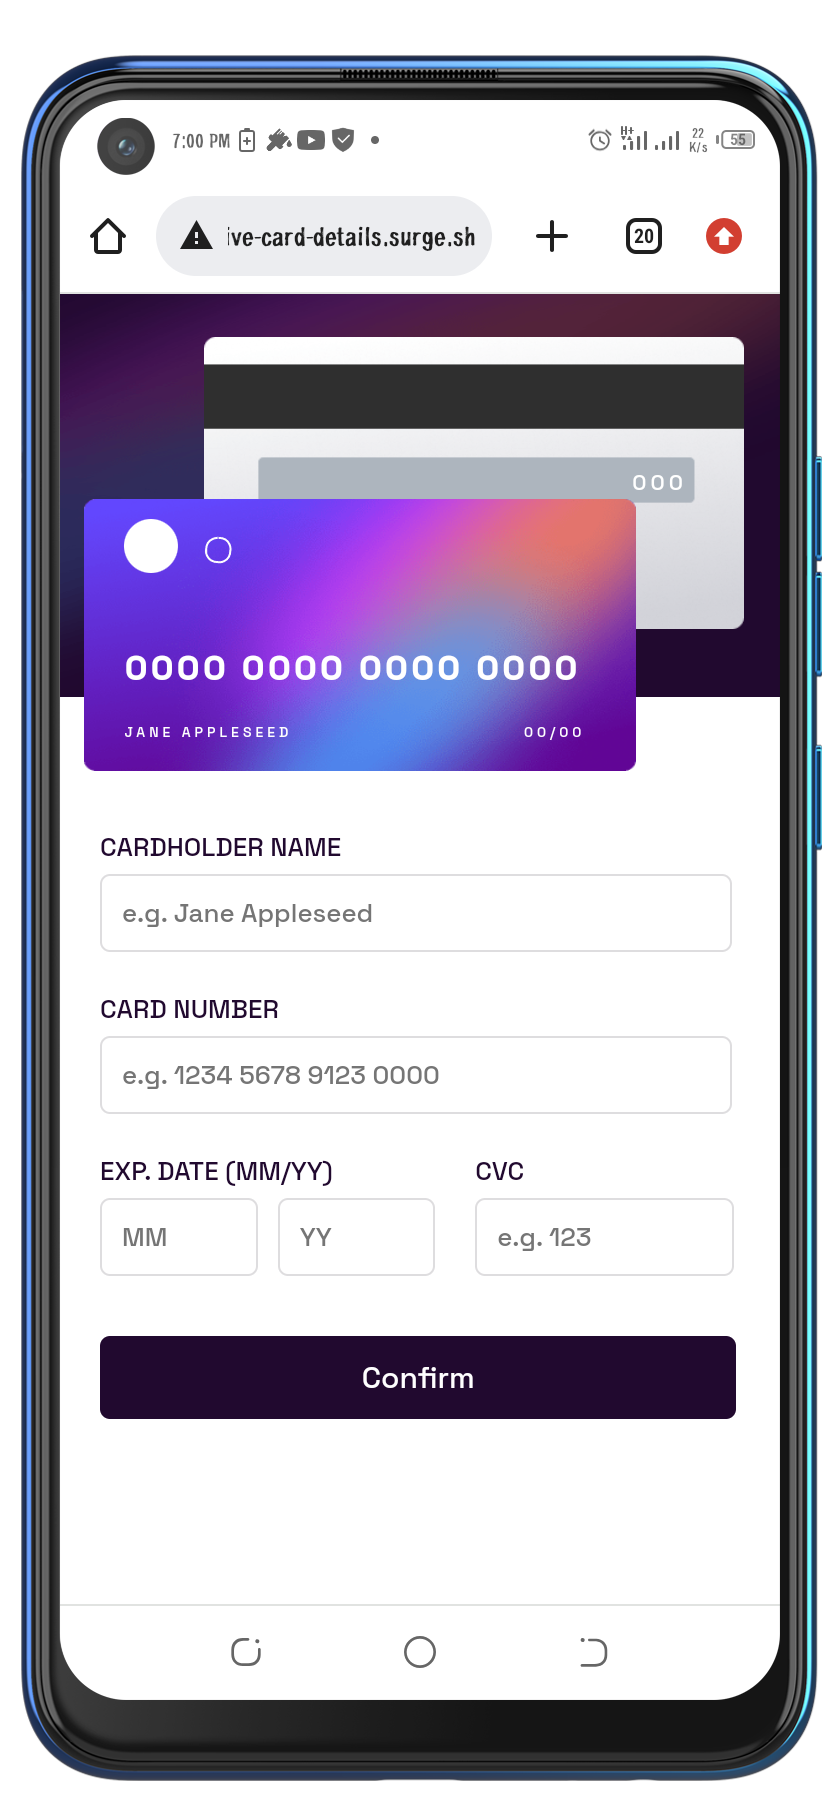 7:00 PM H+ 22 K/s 55
ive-card-details.surge.sh 20
000
0000 0000 0000 0000
JANE APPLESEED 00/00
CARDHOLDER NAME
e.g. Jane Appleseed
CARD NUMBER
e.g. 1234 5678 9123 0000
EXP. DATE (MM/YY) CVC
MM YY e.g. 123
Confirm